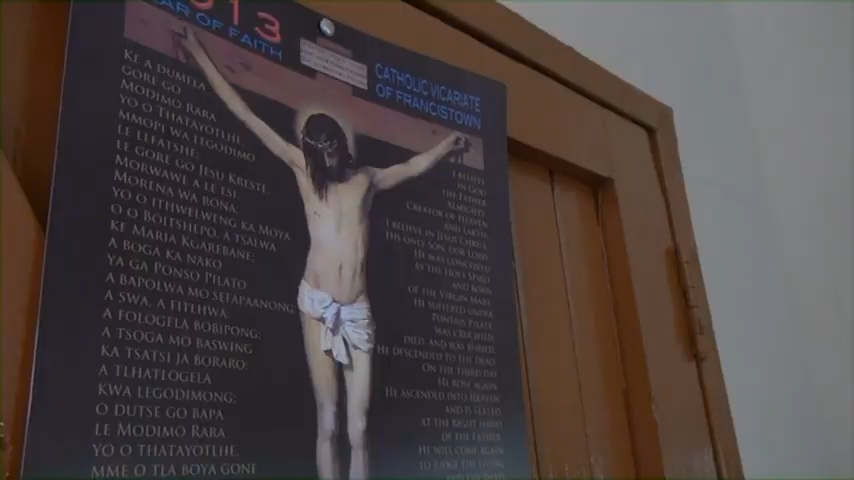 013
YEAR OF FAITH
CATHOLIC VICARIATE
OF FRANCISTOWN
KE A DUMELA
GORE GO
MODIMO RARA
YO O THATAYOTLHE,
MMOPI WA LEGODIMO
LE LEFATSHE;
LE GORE GO JESU KRESTE,
MORWAWE A LE ESI,
MORENA WA RONA;
YO O ITHWELWENG KA MOYA
O O BOITSHEPO, A TSALWA
KE MARIA KGAREBANE;
A BOGA KA NAKO
YA GA PONSO PILATO
A BAPOLWA MO SEFAPAANONG,
A SWA, A FITLHWA,
A FOLOGELA BOBIPONG;
A TSOGA MO BASWING
KA TSATSI JA BORARO;
A TLHATLOGELA
KWA LEGODIMONG;
O DUTSE GO BAPA
LE MODIMO RARA
YO O THATAYOTLHE,
MME O TLA BOYA GONE
I BELIEVE
IN GOD
THE FATHER
ALMIGHTY
CREATOR OF HEAVEN
AND EARTH
I BELIEVE IN JESUS CHRIST,
HIS ONLY SON, OUR LORD
HE WAS CONCEIVED
BY THE HOLY SPIRIT
AND BORN
OF THE VIRGIN MARY
HE SUFFERED UNDER
PONTIUS PILATE
WAS CRUCIFIED,
DIED, AND WAS BURIED.
HE DESCENDED TO THE DEAD.
ON THE THIRD DAY
HE ROSE AGAIN.
HE ASCENDED INTO HEAVEN
AND IS SEATED
AT THE RIGHT HAND
OF THE FATHER
HE WILL COME AGAIN
TO JUDGE THE LIVING
AND THE DEAD